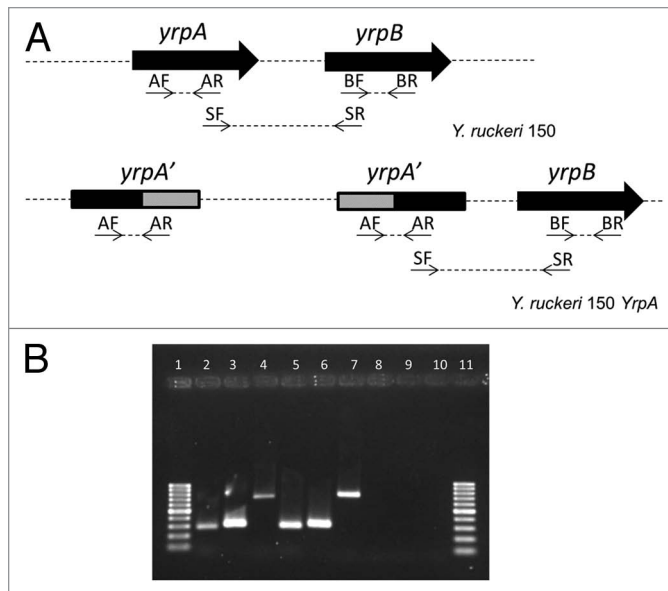 A
yrpA yrpB
AF AR BF BR
SF SR
Y. ruckeri 150
yrpA' yrpA' yrpB
AF AR AF AR BF BR
SF SR
Y. ruckeri 150 YrpA
B
1 2 3 4 5 6 7 8 9 10 11